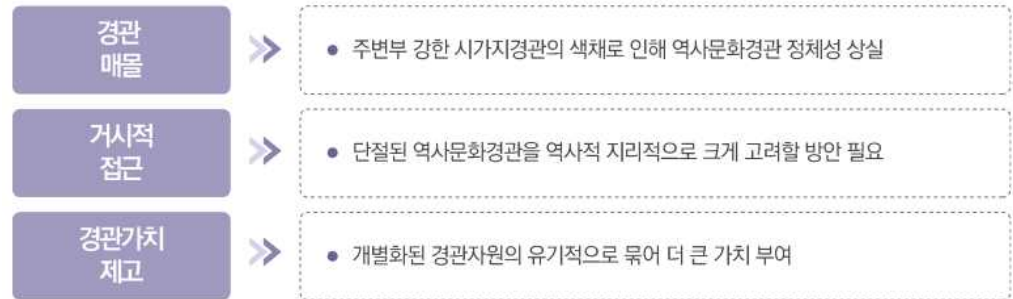 경관
매몰
● 주변부 강한 시가지경관의 색채로 인해 역사문화경관 정체성 상실
거시적
접근
● 단절된 역사문화경관을 역사적 지리적으로 크게 고려할 방안 필요
경관가치
제고
● 개별화된 경관자원의 유기적으로 묶어 더 큰 가치 부여